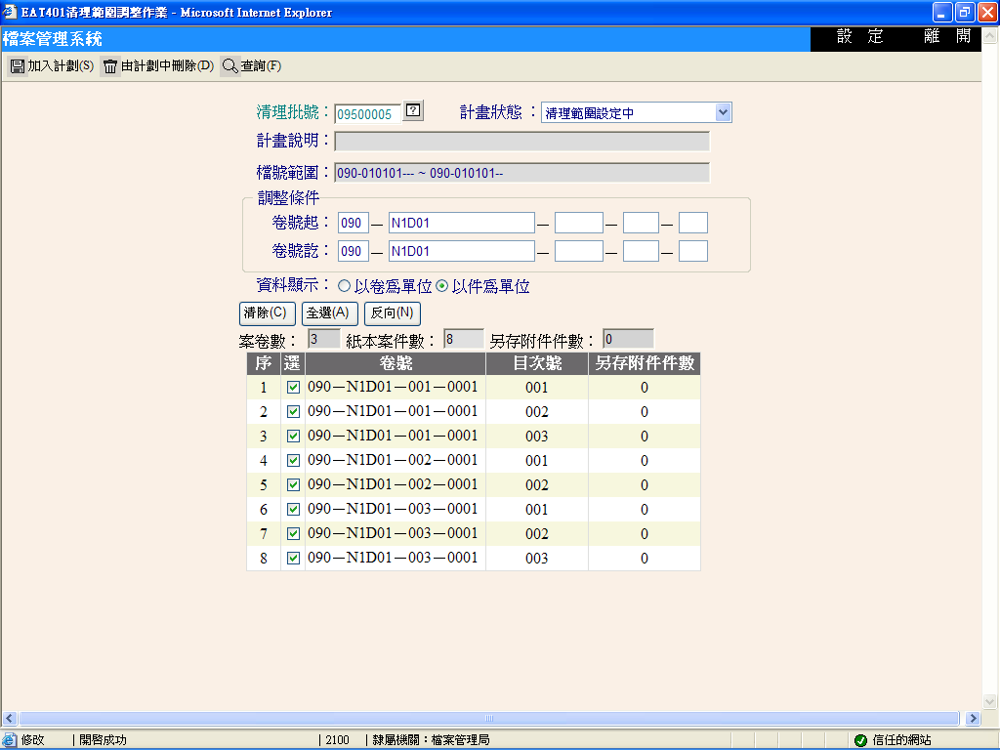 EAT401清理範圍調整作業 - Microsoft Internet Explorer
檔案管理系統 設 定 離 開
加入計劃(S) 由計劃中刪除(D) 查詢(F)
清理批號： 09500005 ? 計畫狀態 ： 清理範圍設定中
計畫說明：
檔號範圍： 090-010101--- ~ 090-010101--
調整條件
卷號起： 090 — N1D01 — — —
卷號訖： 090 — N1D01 — — —
資料顯示： 以卷為單位 以件為單位
清除(C) 全選(A) 反向(N)
案卷數： 3 紙本案件數： 8 另存附件件數： 0
序 選 卷號 目次號 另存附件件數
1 090－N1D01－001－0001 001 0
2 090－N1D01－001－0001 002 0
3 090－N1D01－001－0001 003 0
4 090－N1D01－002－0001 001 0
5 090－N1D01－002－0001 002 0
6 090－N1D01－003－0001 001 0
7 090－N1D01－003－0001 002 0
8 090－N1D01－003－0001 003 0
修改 |開啓成功 |2100 |隸屬機關：檔案管理局 信任的網站